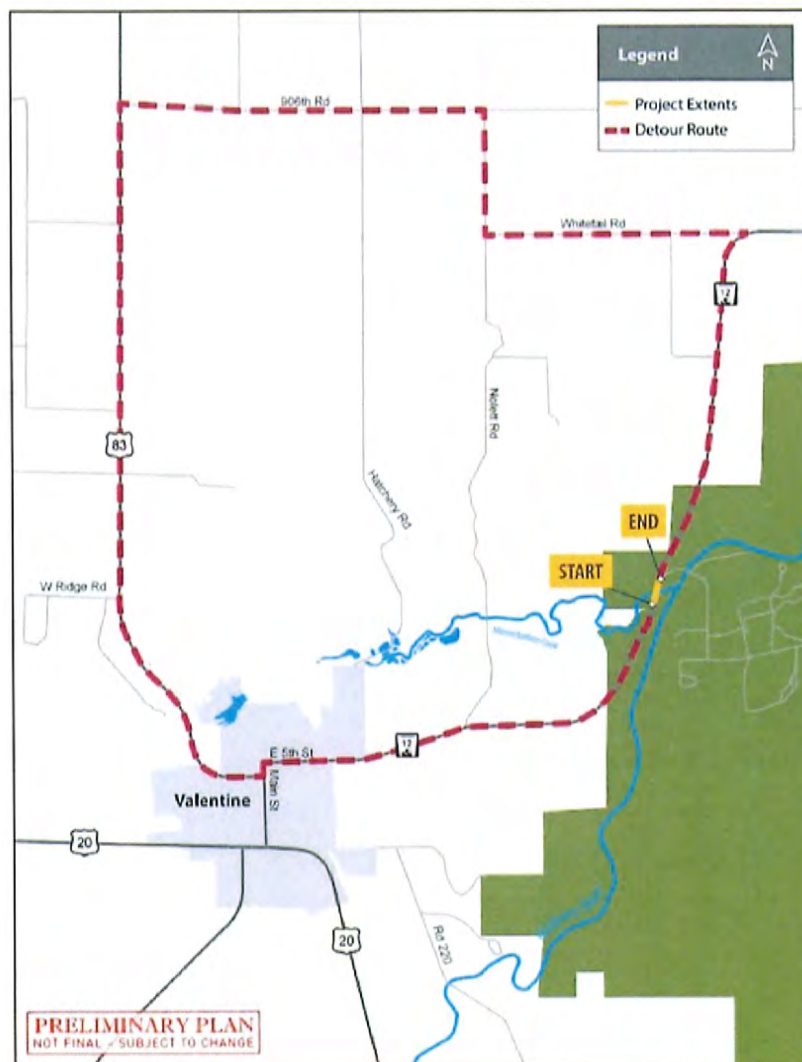 Legend
N
Project Extents
Detour Route
906th Rd
Whitetail Rd
12
83
Nolett Rd
Hatchery Rd
END
START
W Ridge Rd
E 5th St
12
Main St
Valentine
20
20
Rd 220
PRELIMINARY PLAN
NOT FINAL - SUBJECT TO CHANGE